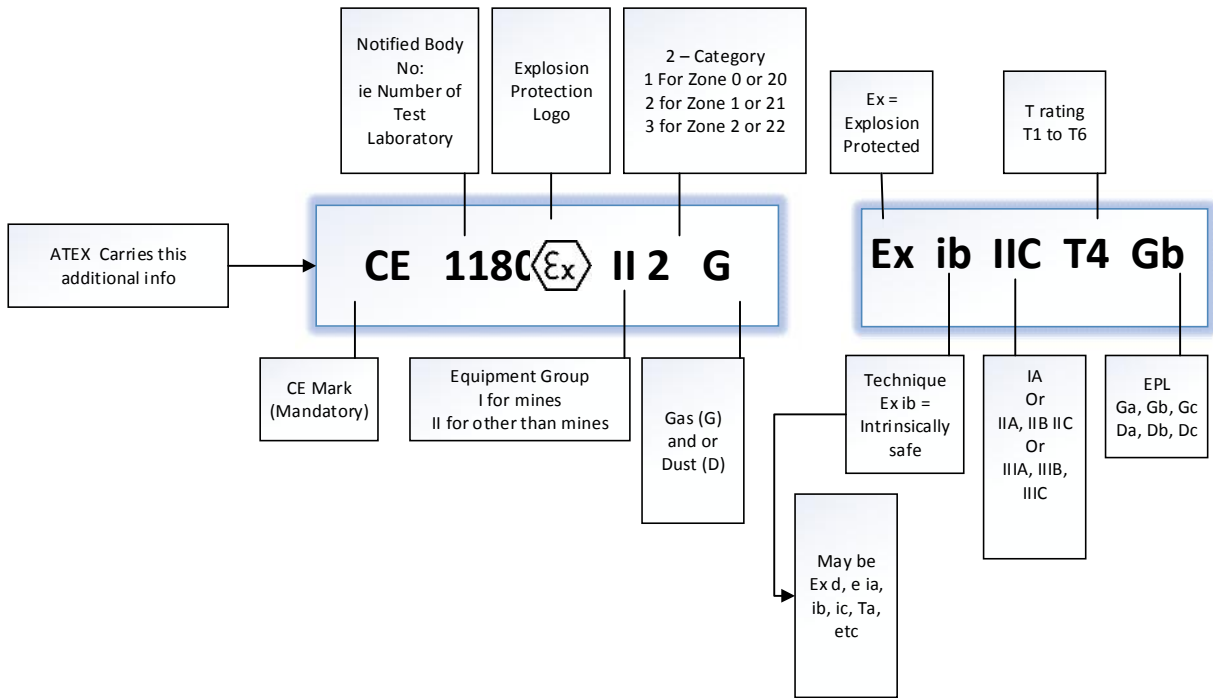 Notified Body
No:
ie Number of
Test
Laboratory
Explosion
Protection
Logo
2 – Category
1 For Zone 0 or 20
2 for Zone 1 or 21
3 for Zone 2 or 22
Ex =
Explosion
Protected
T rating
T1 to T6
ATEX Carries this
additional info
CE 1180 Ex II 2 G
Ex ib IIC T4 Gb
CE Mark
(Mandatory)
Equipment Group
I for mines
II for other than mines
Gas (G)
and or
Dust (D)
Technique
Ex ib =
Intrinsically
safe
IA
Or
IIA, IIB IIC
Or
IIIA, IIIB,
IIIC
EPL
Ga, Gb, Gc
Da, Db, Dc
May be
Ex d, e ia,
ib, ic, Ta,
etc